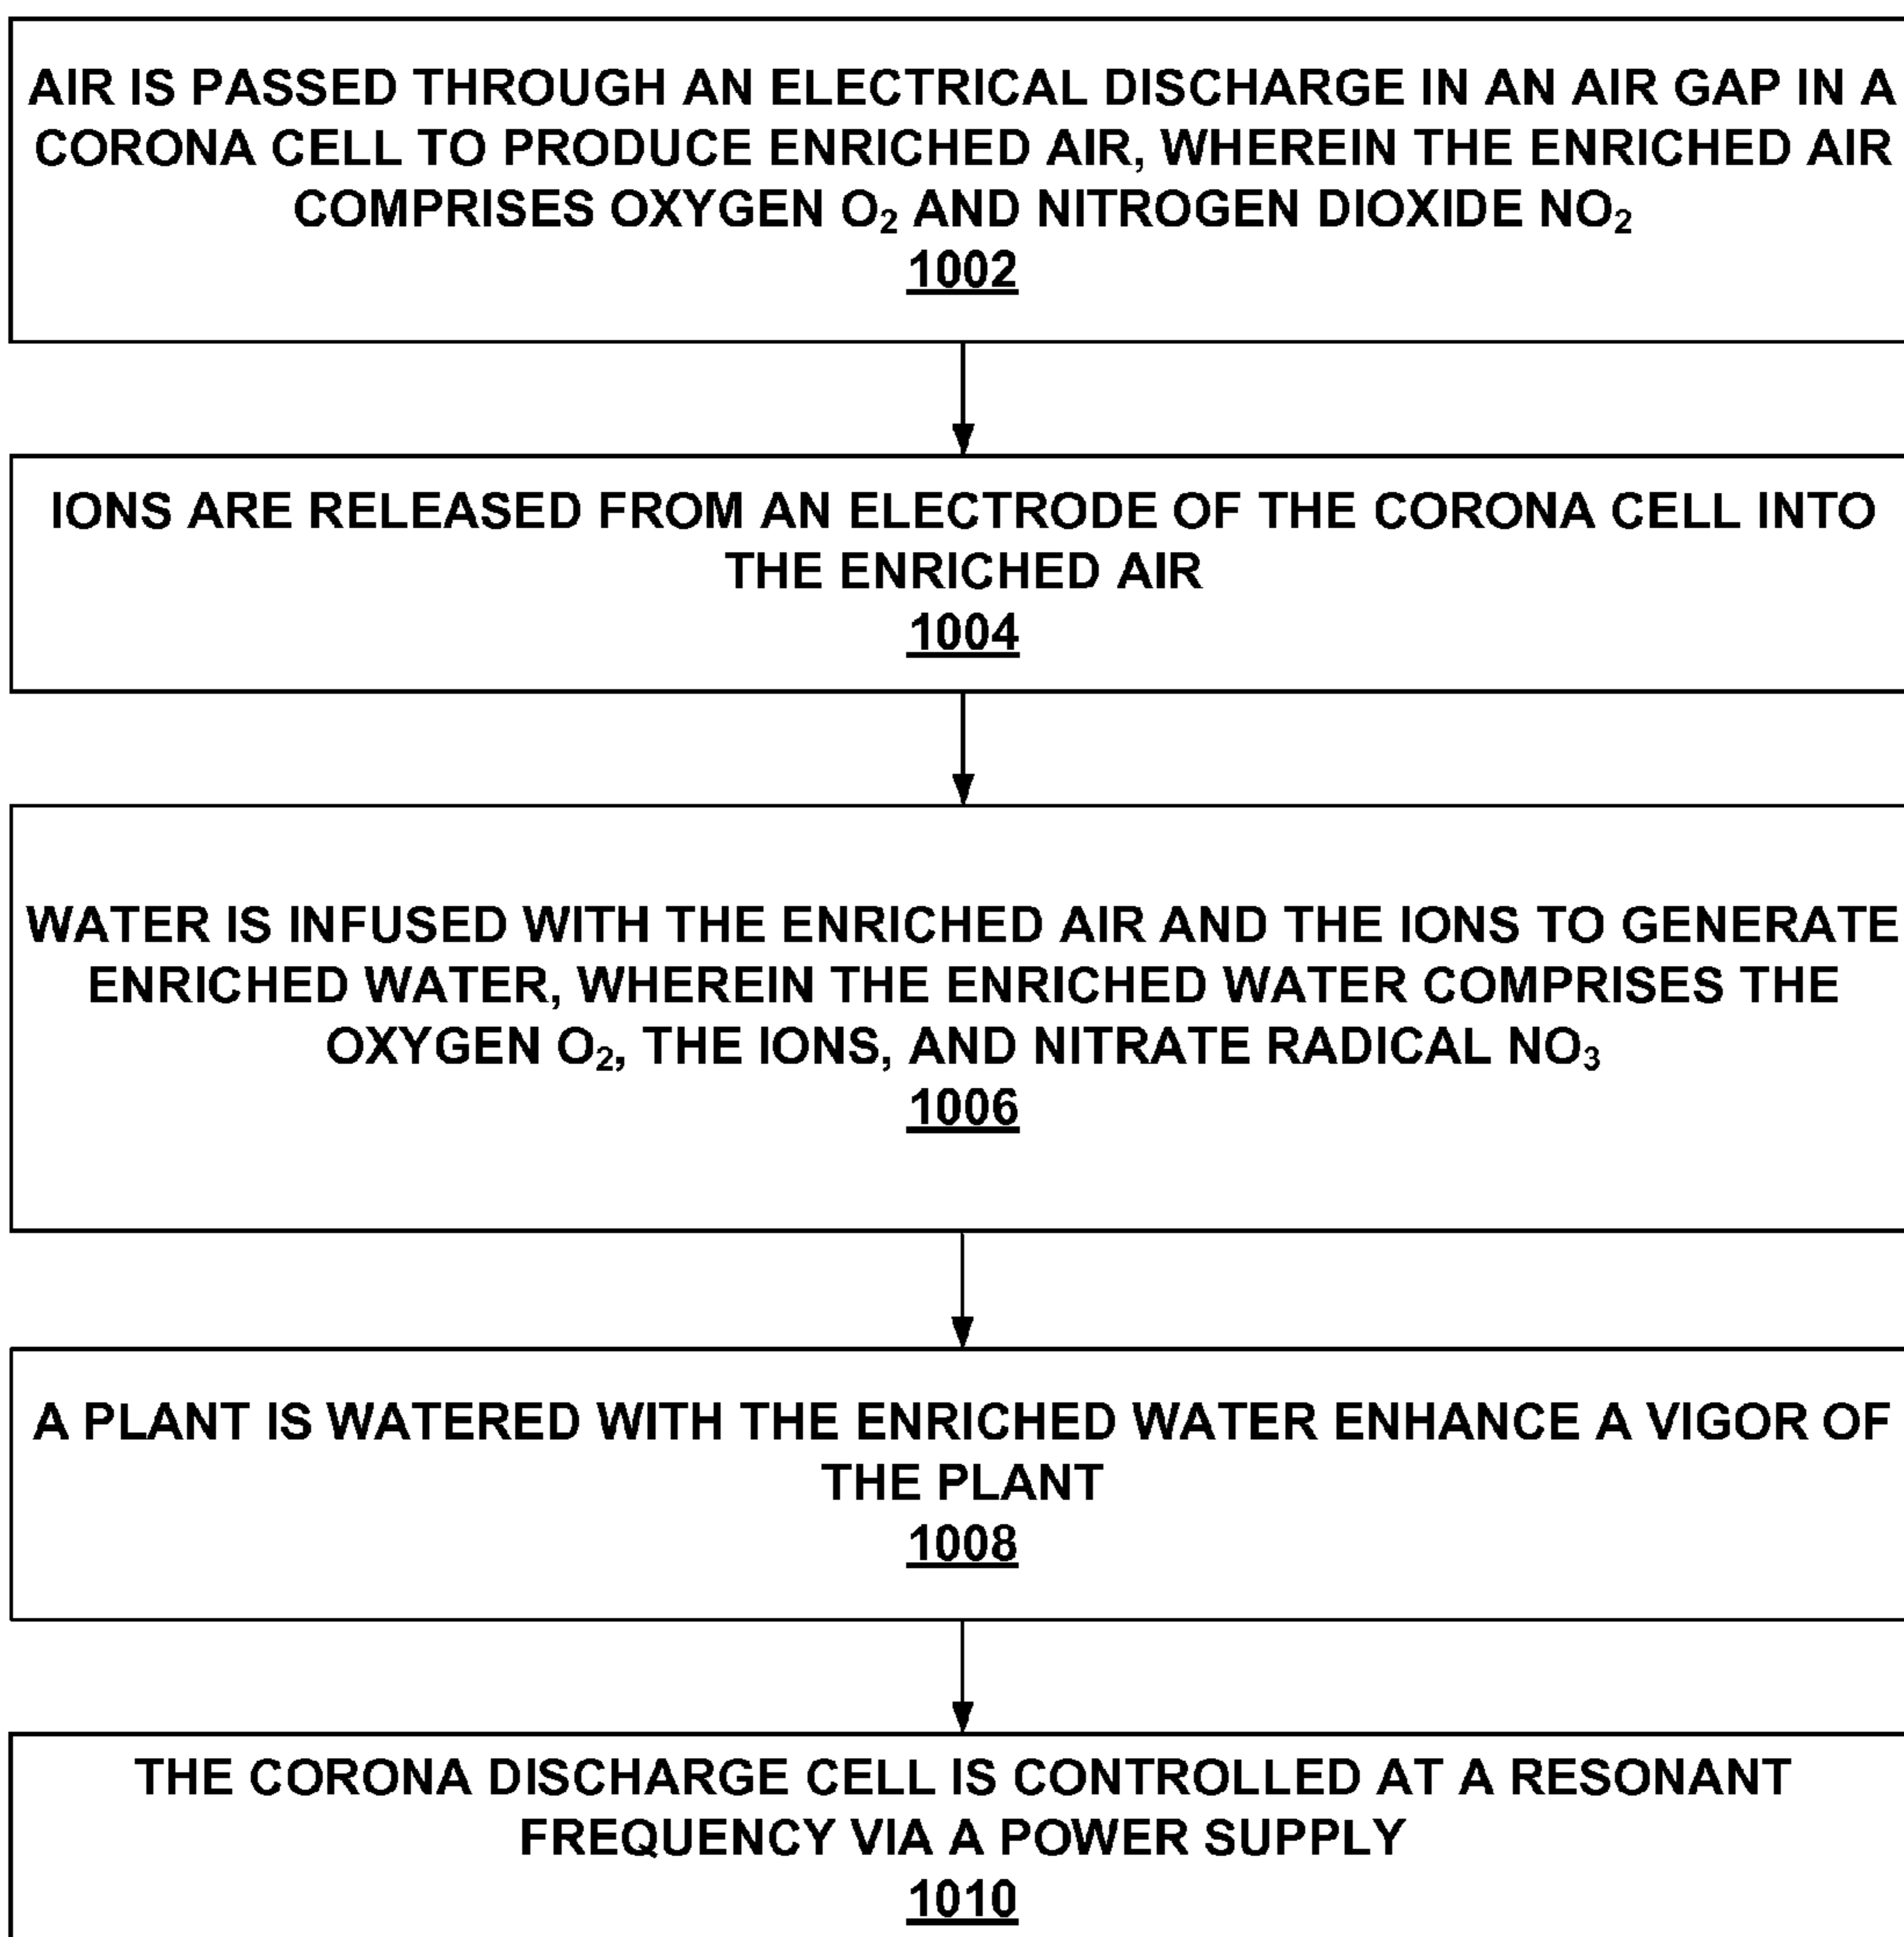 AIR IS PASSED THROUGH AN ELECTRICAL DISCHARGE IN AN AIR GAP IN A
CORONA CELL TO PRODUCE ENRICHED AIR, WHEREIN THE ENRICHED AIR
COMPRISES OXYGEN O₂ AND NITROGEN DIOXIDE NO₂
1002
IONS ARE RELEASED FROM AN ELECTRODE OF THE CORONA CELL INTO
THE ENRICHED AIR
1004
WATER IS INFUSED WITH THE ENRICHED AIR AND THE IONS TO GENERATE
ENRICHED WATER, WHEREIN THE ENRICHED WATER COMPRISES THE
OXYGEN O₂, THE IONS, AND NITRATE RADICAL NO₃
1006
A PLANT IS WATERED WITH THE ENRICHED WATER ENHANCE A VIGOR OF
THE PLANT
1008
THE CORONA DISCHARGE CELL IS CONTROLLED AT A RESONANT
FREQUENCY VIA A POWER SUPPLY
1010